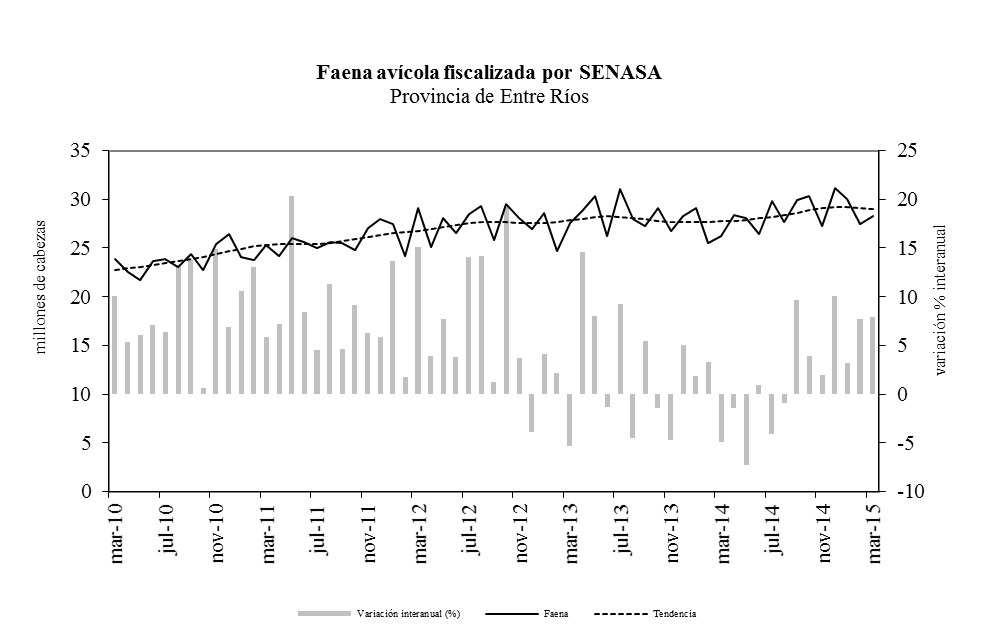 Faena avícola fiscalizada por SENASA
Provincia de Entre Ríos
millones de cabezas
35
30
25
20
15
10
5
0
25
20
15
10
5
0
-5
-10
variación % interanual
mar-10
jul-10
nov-10
mar-11
jul-11
nov-11
mar-12
jul-12
nov-12
mar-13
jul-13
nov-13
mar-14
jul-14
nov-14
mar-15
Variación interanual (%)
Faena
Tendencia